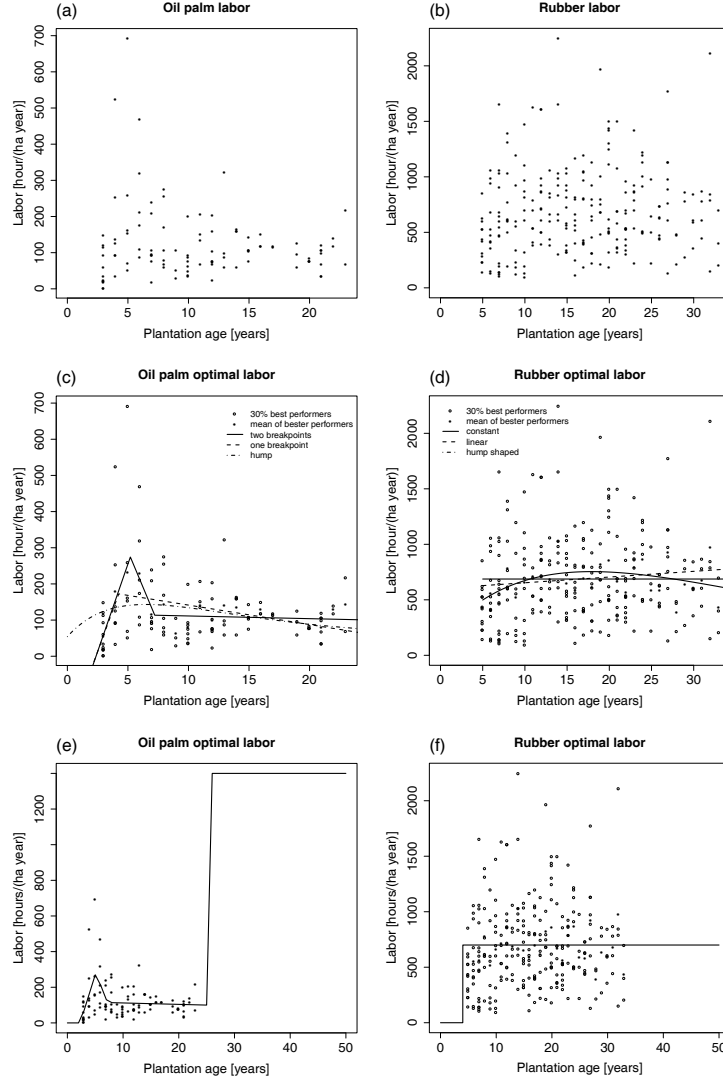 (a) Oil palm labor
Labor [hour/(ha year)]
0 100 200 300 400 500 600 700
0 5 10 15 20
Plantation age [years]
(b) Rubber labor
Labor [hour/(ha year)]
0 500 1000 1500 2000
0 5 10 15 20 25 30
Plantation age [years]
(c) Oil palm optimal labor
Labor [hour/(ha year)]
0 100 200 300 400 500 600 700
30% best performers
mean of bester performers
two breakpoints
one breakpoint
hump
0 5 10 15 20
Plantation age [years]
(d) Rubber optimal labor
Labor [hour/(ha year)]
0 500 1000 1500 2000
30% best performers
mean of bester performers
constant
linear
hump shaped
0 5 10 15 20 25 30
Plantation age [years]
(e) Oil palm optimal labor
Labor [hours/(ha year)]
0 200 400 600 800 1200
0 10 20 30 40 50
Plantation age [years]
(f) Rubber optimal labor
Labor [hours/(ha year)]
0 500 1000 1500 2000
0 10 20 30 40 50
Plantation age [years]